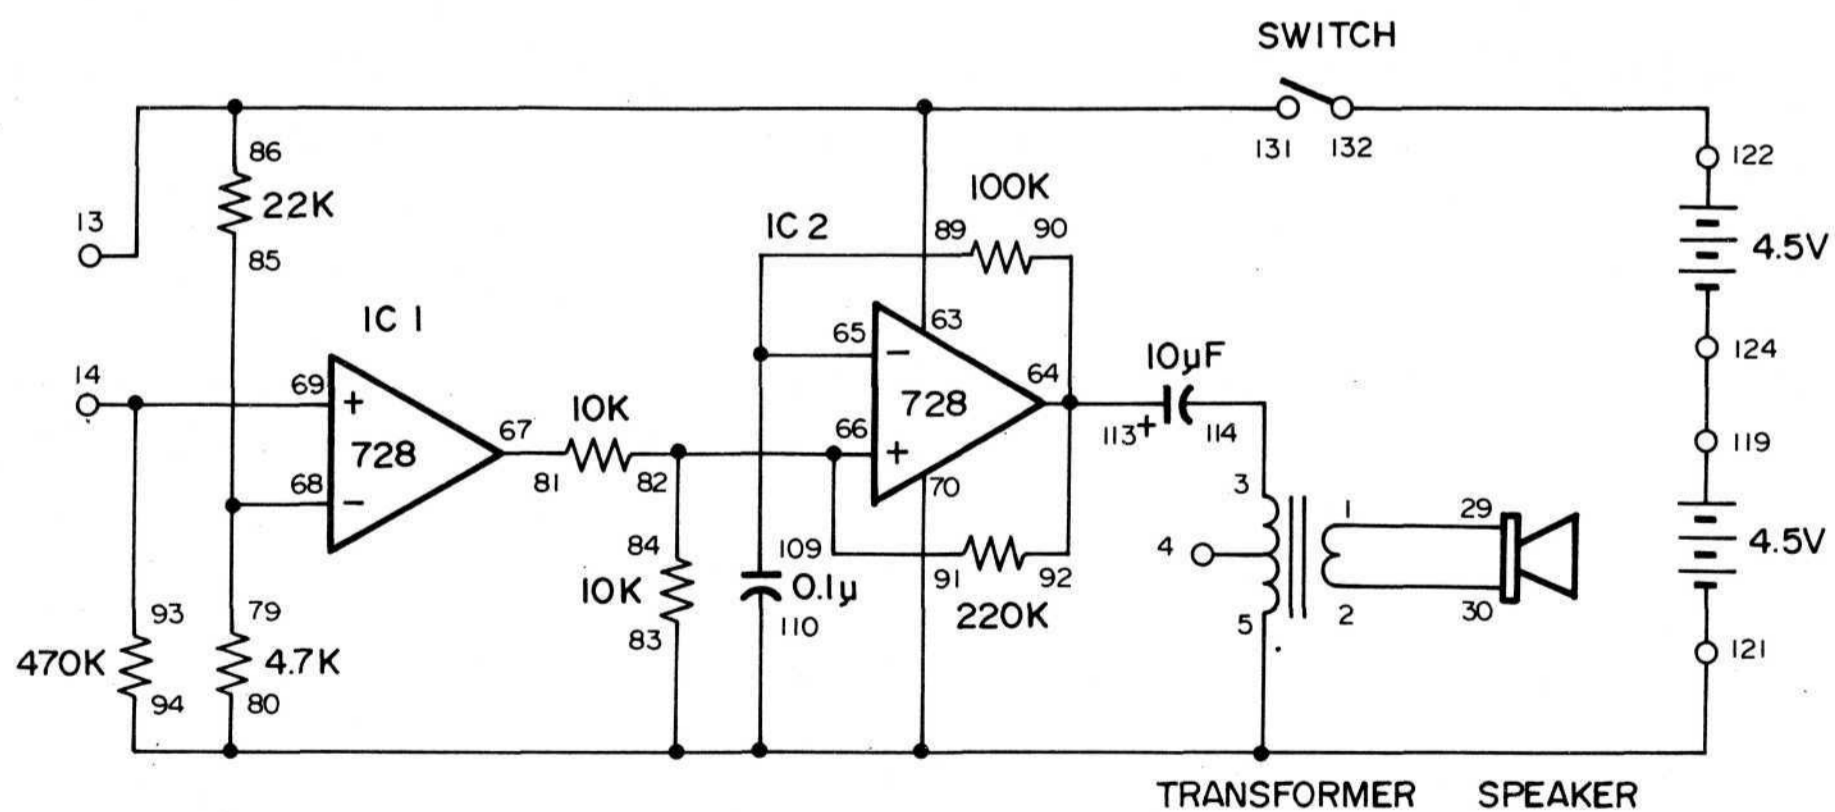 SWITCH
131 132
122
86
100K
22K
13
IC 2
89 90
4.5V
85
IC 1
63
65
−
124
10µF
64
14
69
+
728
113+
114
10K
67
66
728
+
119
81 82
68
−
70
3
1
29
4
84
109
91 92
4.5V
10K
0.1µ
93
79
83
110
220K
5
2
30
470K
4.7K
121
94
80
TRANSFORMER SPEAKER